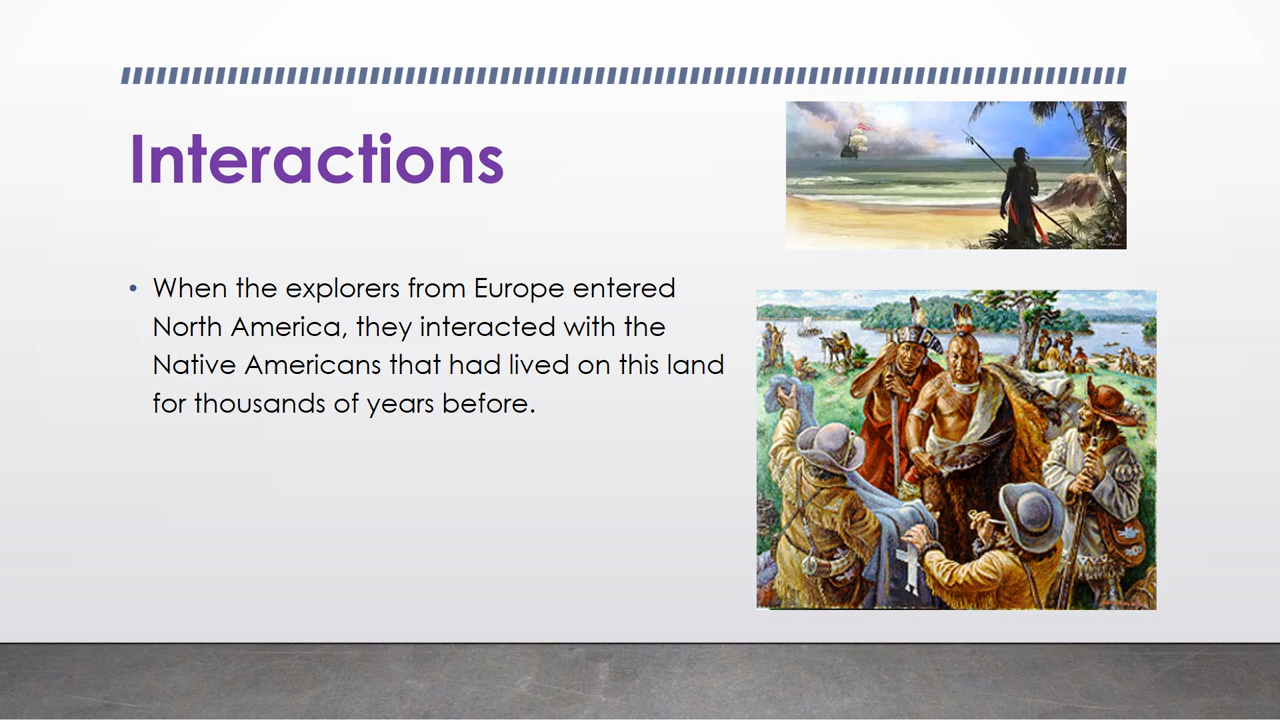 Interactions
• When the explorers from Europe entered
North America, they interacted with the
Native Americans that had lived on this land
for thousands of years before.